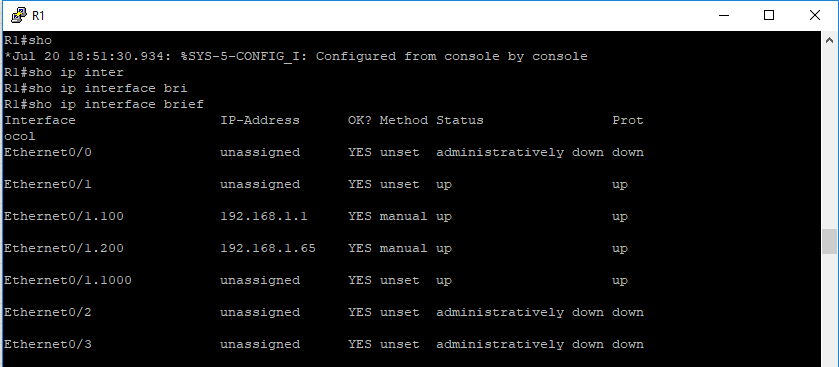 R1
R1#sho
*Jul 20 18:51:30.934: %SYS-5-CONFIG_I: Configured from console by console
R1#sho ip inter
R1#sho ip interface bri
R1#sho ip interface brief
Interface                  IP-Address      OK? Method Status                Prot
ocol
Ethernet0/0                unassigned      YES unset  administratively down down
Ethernet0/1                unassigned      YES unset  up                    up
Ethernet0/1.100            192.168.1.1     YES manual up                    up
Ethernet0/1.200            192.168.1.65    YES manual up                    up
Ethernet0/1.1000           unassigned      YES unset  up                    up
Ethernet0/2                unassigned      YES unset  administratively down down
Ethernet0/3                unassigned      YES unset  administratively down down